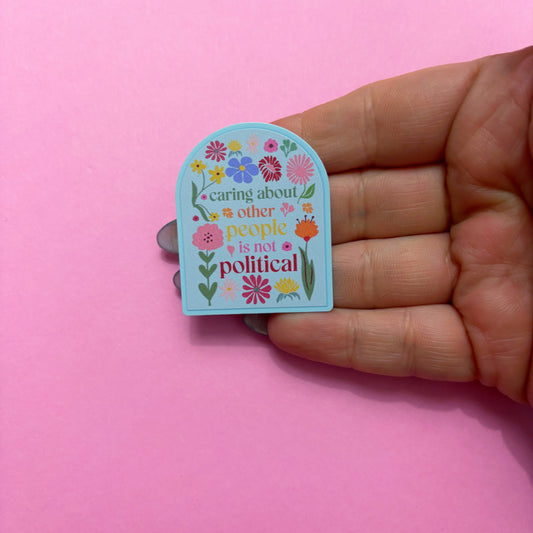 caring about
other
people
is not
political